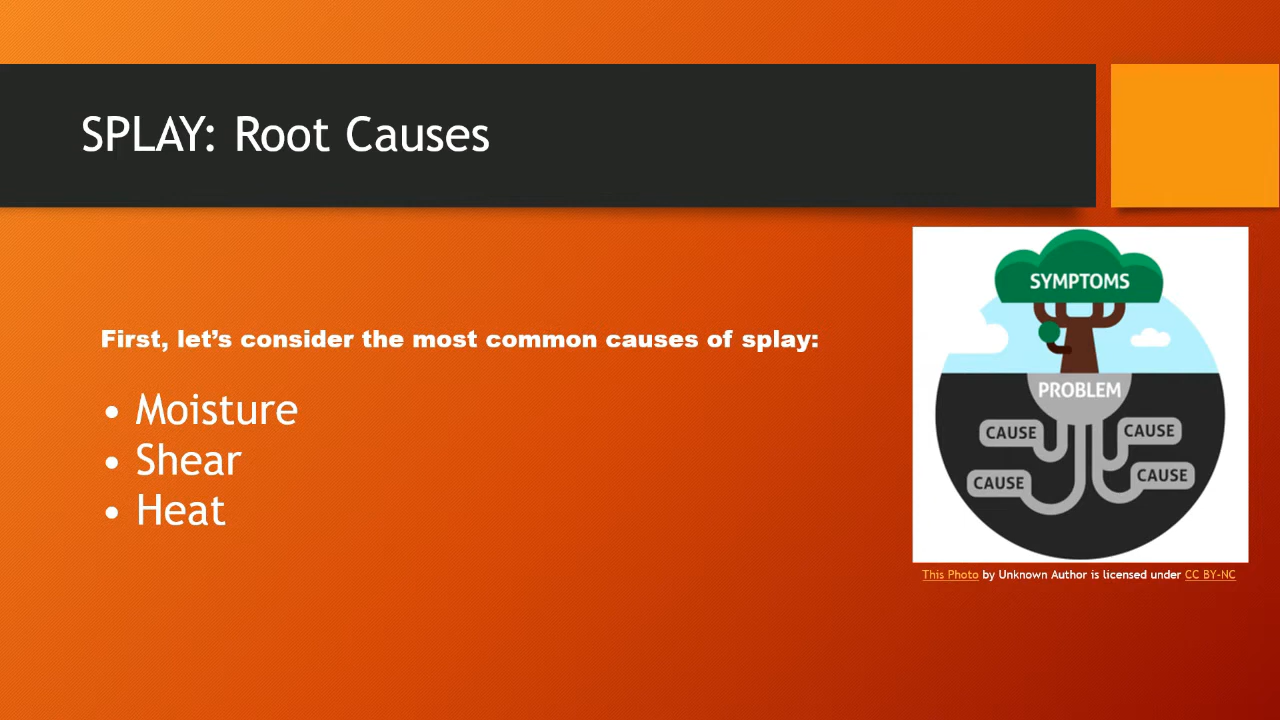 SPLAY: Root Causes
First, let’s consider the most common causes of splay:
• Moisture
• Shear
• Heat
SYMPTOMS
PROBLEM
CAUSE
CAUSE
CAUSE
CAUSE
This Photo by Unknown Author is licensed under CC BY-NC